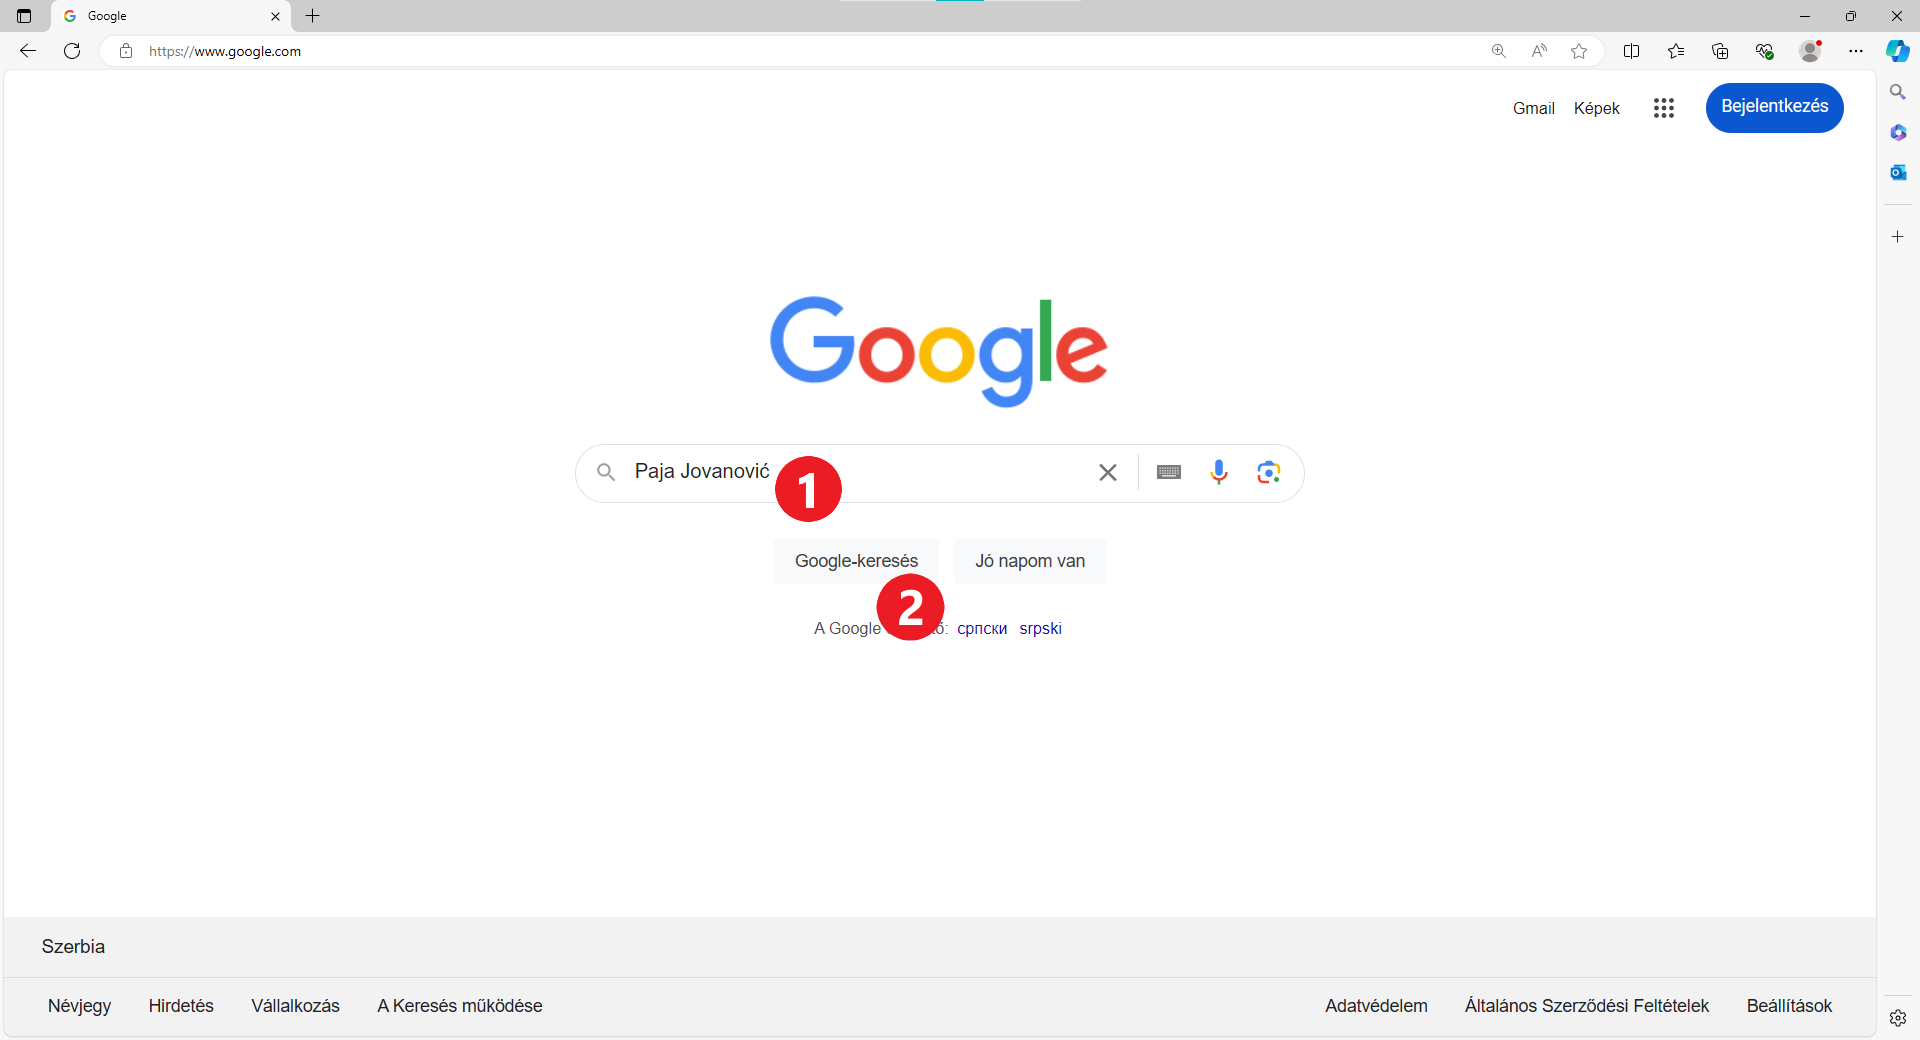 Google
https://www.google.com
Gmail Képek Bejelentkezés
Google
Paja Jovanović
1
Google-keresés Jó napom van
2
A Google српски srpski
Szerbia
Névjegy Hirdetés Vállalkozás A Keresés működése Adatvédelem Általános Szerződési Feltételek Beállítások